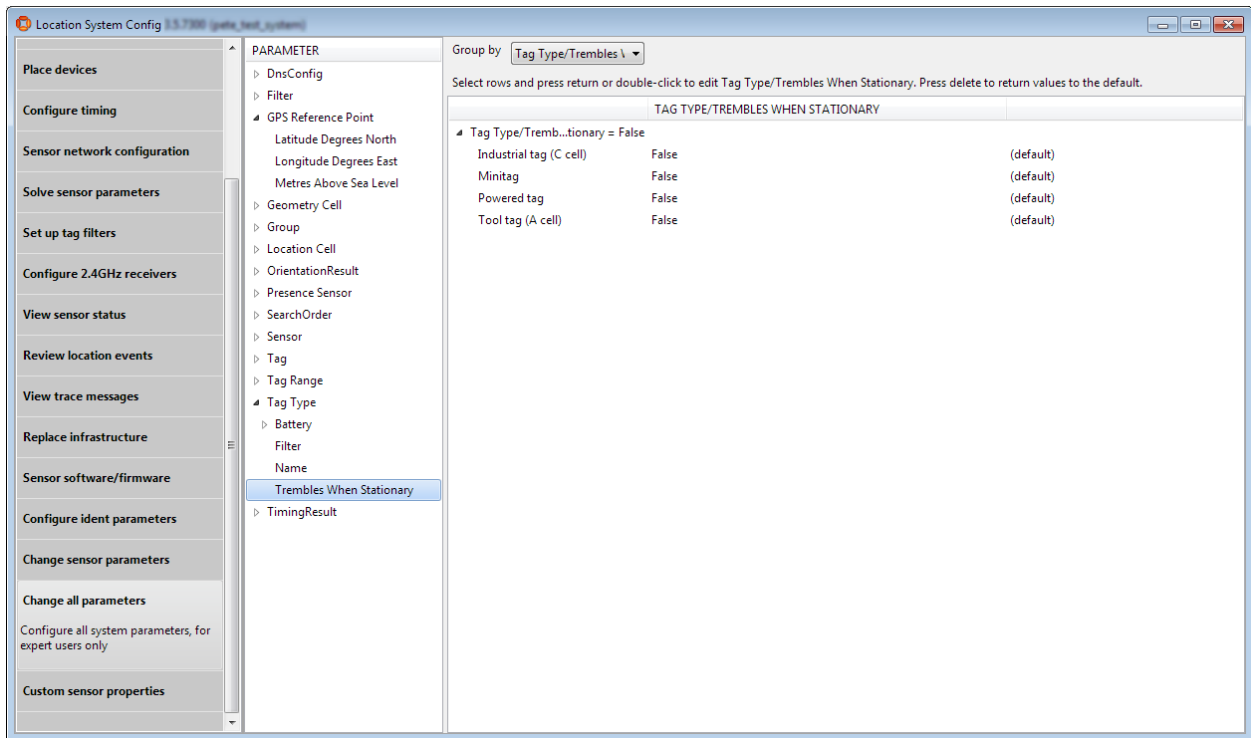 Location System Config
Place devices
Configure timing
Sensor network configuration
Solve sensor parameters
Set up tag filters
Configure 2.4GHz receivers
View sensor status
Review location events
View trace messages
Replace infrastructure
Sensor software/firmware
Configure ident parameters
Change sensor parameters
Change all parameters
Configure all system parameters, for
expert users only
Custom sensor properties
PARAMETER
DnsConfig
Filter
GPS Reference Point
Latitude Degrees North
Longitude Degrees East
Metres Above Sea Level
Geometry Cell
Group
Location Cell
OrientationResult
Presence Sensor
SearchOrder
Sensor
Tag
Tag Range
Tag Type
Battery
Filter
Name
Trembles When Stationary
TimingResult
Group by Tag Type/Trembles
Select rows and press return or double-click to edit Tag Type/Trembles When Stationary. Press delete to return values to the default.
TAG TYPE/TREMBLES WHEN STATIONARY
Tag Type/Tremb...tionary = False
Industrial tag (C cell) False (default)
Minitag False (default)
Powered tag False (default)
Tool tag (A cell) False (default)